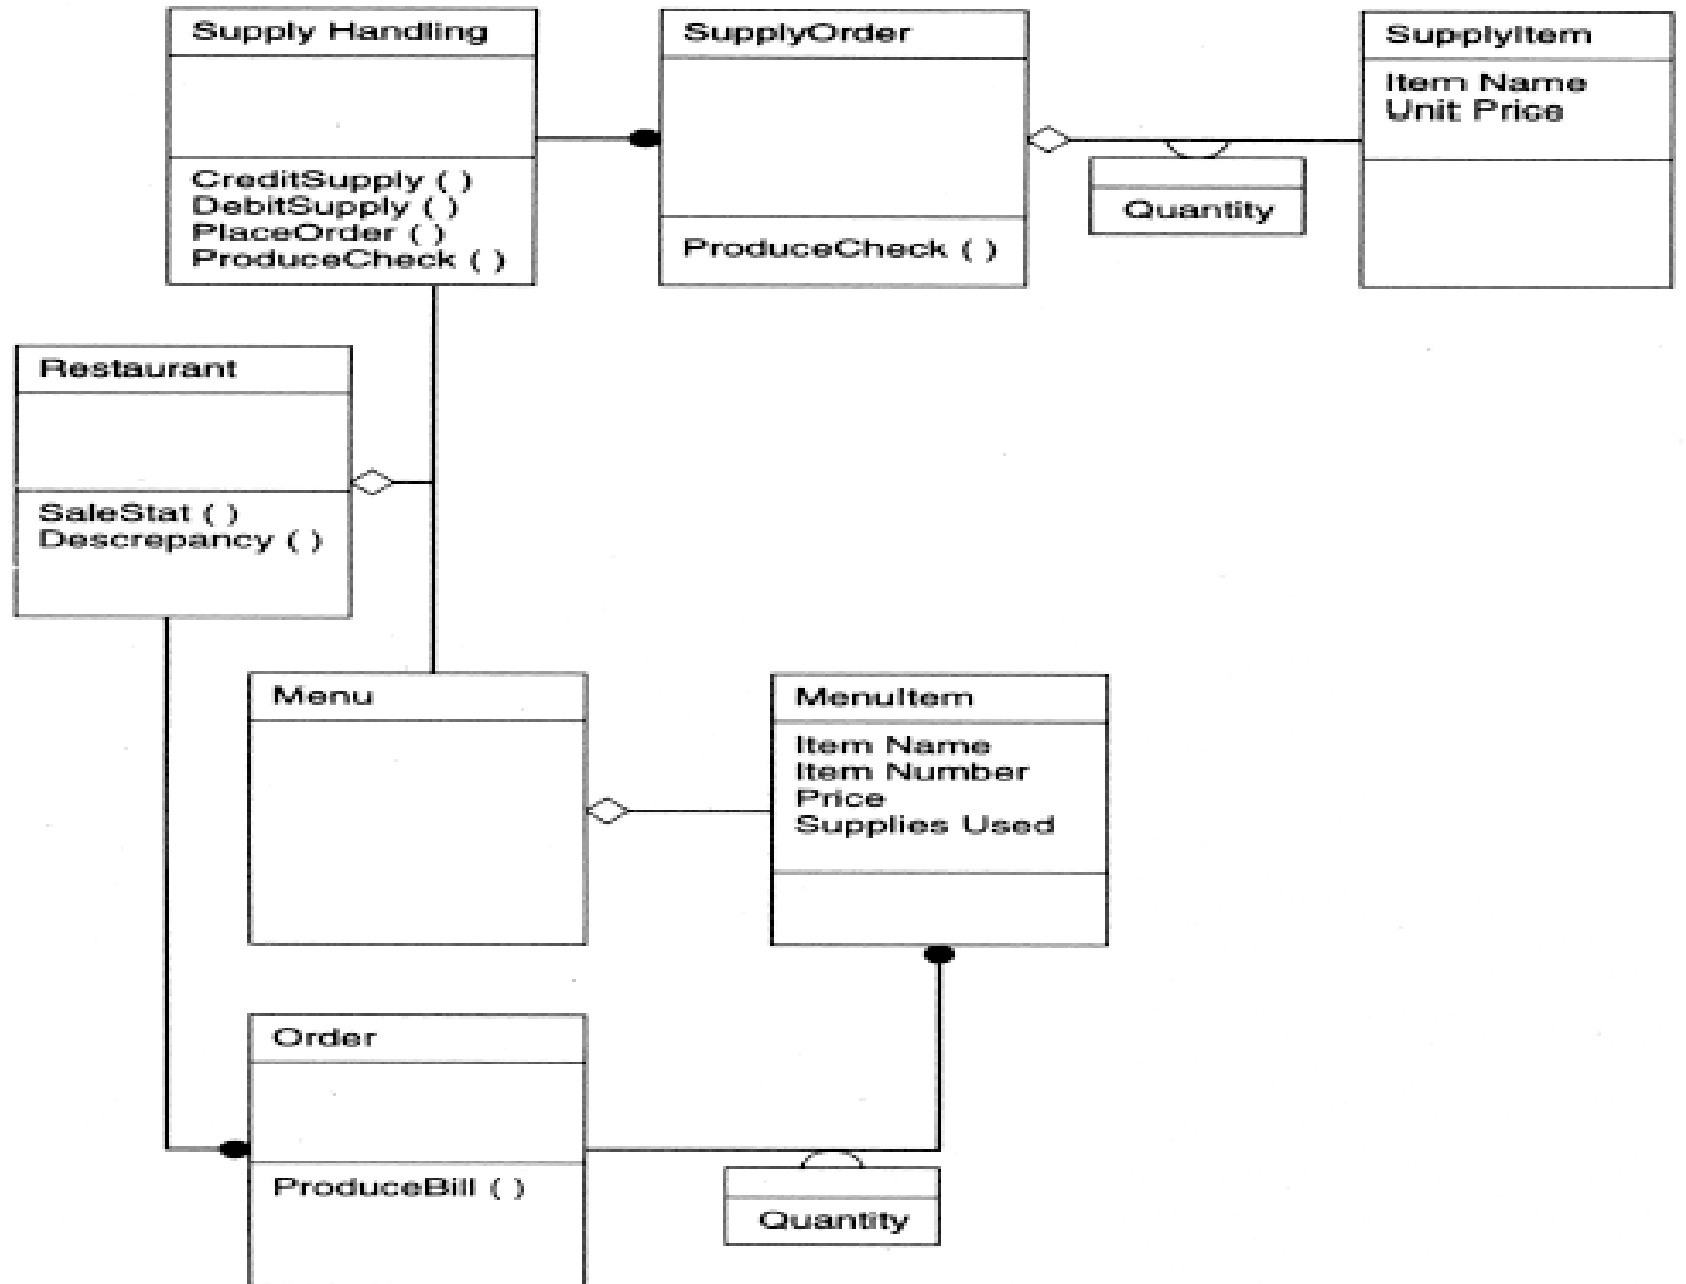 Supply Handling
CreditSupply ( )
DebitSupply ( )
PlaceOrder ( )
ProduceCheck ( )
SupplyOrder
ProduceCheck ( )
Quantity
SupplyItem
Item Name
Unit Price
Restaurant
SaleStat ( )
Descrepancy ( )
Menu
MenuItem
Item Name
Item Number
Price
Supplies Used
Order
ProduceBill ( )
Quantity